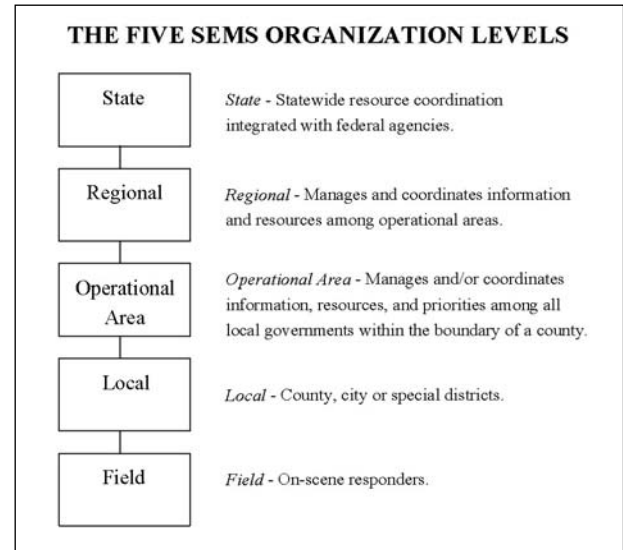 THE FIVE SEMS ORGANIZATION LEVELS
State
State - Statewide resource coordination
integrated with federal agencies.
Regional
Regional - Manages and coordinates information
and resources among operational areas.
Operational
Area
Operational Area - Manages and/or coordinates
information, resources, and priorities among all
local governments within the boundary of a county.
Local
Local - County, city or special districts.
Field
Field - On-scene responders.